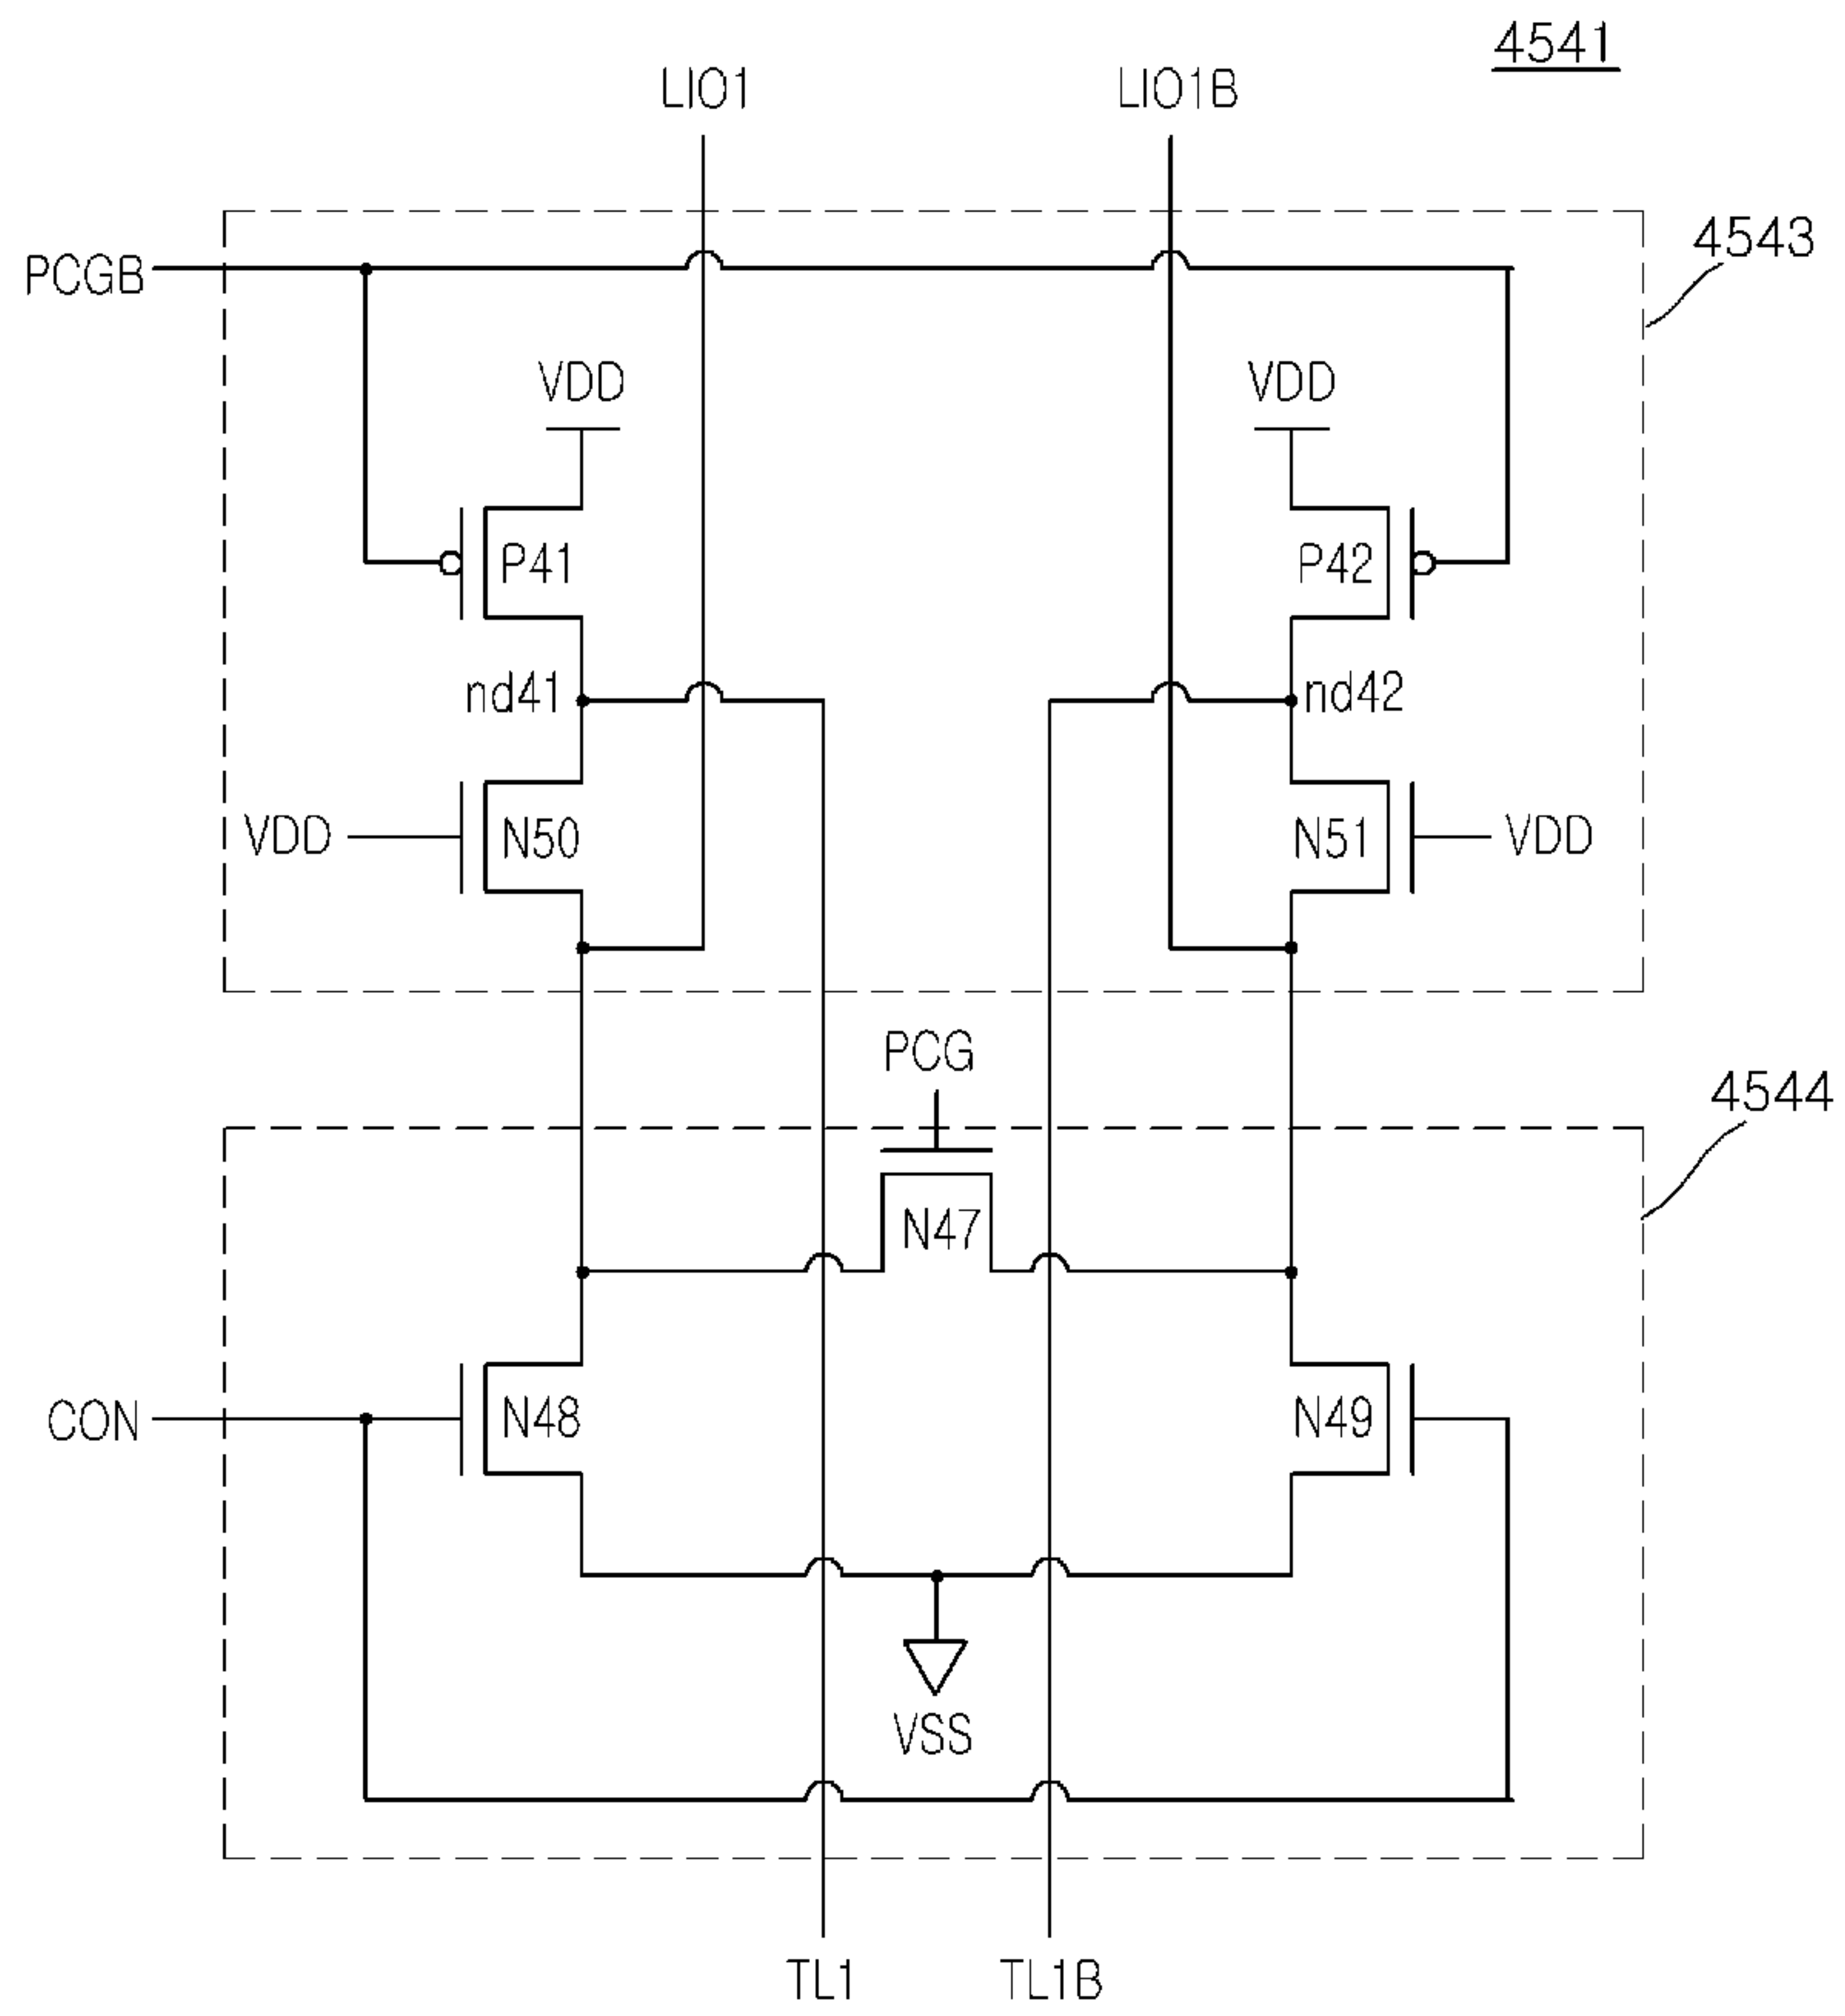 4541
LIO1
LIO1B
4543
PCGB
VDD
VDD
P41
P42
nd41
nd42
VDD
N50
N51
VDD
PCG
4544
N47
CON
N48
N49
VSS
TL1
TL1B